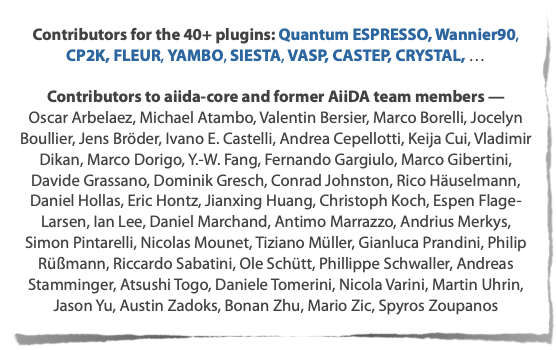 Contributors for the 40+ plugins: Quantum ESPRESSO, Wannier90,
CP2K, FLEUR, YAMBO, SIESTA, VASP, CASTEP, CRYSTAL, …
Contributors to aiida-core and former AiiDA team members —
Oscar Arbelaez, Michael Atambo, Valentin Bersier, Marco Borelli, Jocelyn
Boullier, Jens Bröder, Ivano E. Castelli, Andrea Cepellotti, Keija Cui, Vladimir
Dikan, Marco Dorigo, Y.-W. Fang, Fernando Gargiulo, Marco Gibertini,
Davide Grassano, Dominik Gresch, Conrad Johnston, Rico Häuselmann,
Daniel Hollas, Eric Hontz, Jianxing Huang, Christoph Koch, Espen Flage-
Larsen, Ian Lee, Daniel Marchand, Antimo Marrazzo, Andrius Merkys,
Simon Pintarelli, Nicolas Mounet, Tiziano Müller, Gianluca Prandini, Philip
Rüßmann, Riccardo Sabatini, Ole Schütt, Phillippe Schwaller, Andreas
Stamminger, Atsushi Togo, Daniele Tomerini, Nicola Varini, Martin Uhrin,
Jason Yu, Austin Zadoks, Bonan Zhu, Mario Zic, Spyros Zoupanos